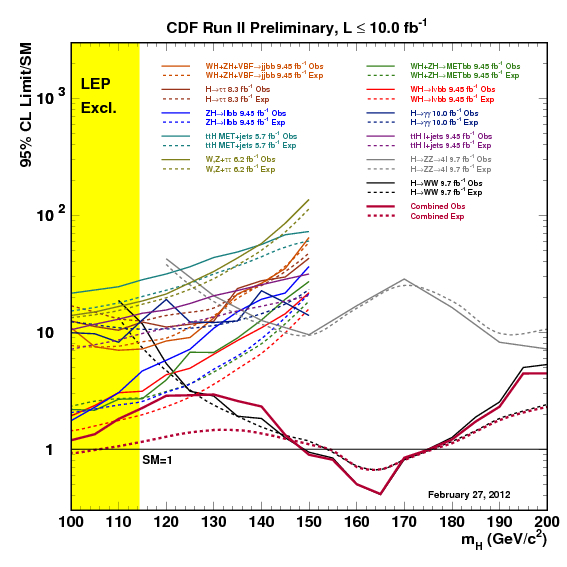 CDF Run II Preliminary, L ≤ 10.0 fb⁻¹
95% CL Limit/SM
LEP
Excl.
WH+ZH+VBF→jjbb 9.45 fb⁻¹ Obs
WH+ZH+VBF→jjbb 9.45 fb⁻¹ Exp
H→ττ 8.3 fb⁻¹ Obs
H→ττ 8.3 fb⁻¹ Exp
ZH→llbb 9.45 fb⁻¹ Obs
ZH→llbb 9.45 fb⁻¹ Exp
ttH MET+jets 5.7 fb⁻¹ Obs
ttH MET+jets 5.7 fb⁻¹ Exp
W,Z+ττ 6.2 fb⁻¹ Obs
W,Z+ττ 6.2 fb⁻¹ Exp
WH+ZH→METbb 9.45 fb⁻¹ Obs
WH+ZH→METbb 9.45 fb⁻¹ Exp
WH→lνbb 9.45 fb⁻¹ Obs
WH→lνbb 9.45 fb⁻¹ Exp
H→γγ 10.0 fb⁻¹ Obs
H→γγ 10.0 fb⁻¹ Exp
ttH l+jets 9.45 fb⁻¹ Obs
ttH l+jets 9.45 fb⁻¹ Exp
H→ZZ→4l 9.7 fb⁻¹ Obs
H→ZZ→4l 9.7 fb⁻¹ Exp
H→WW 9.7 fb⁻¹ Obs
H→WW 9.7 fb⁻¹ Exp
Combined Obs
Combined Exp
10³
10²
10
1
SM=1
February 27, 2012
100 110 120 130 140 150 160 170 180 190 200
m_H (GeV/c²)